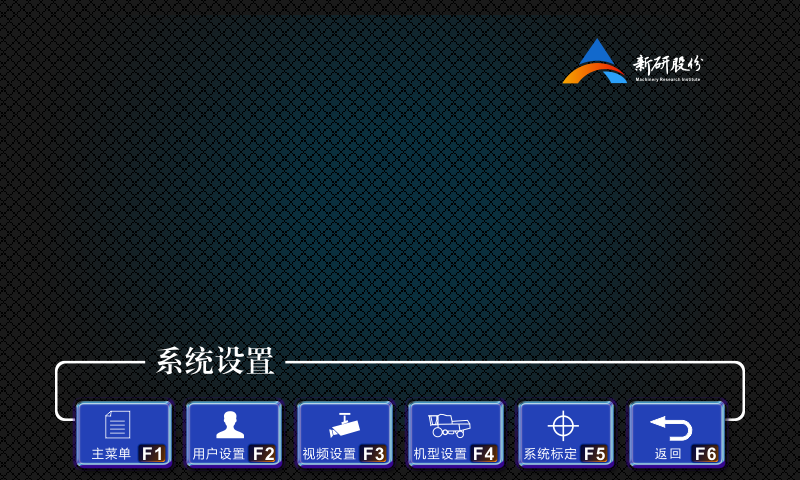 新研股份
Machinery Research Institute
系统设置
主菜单 F1
用户设置 F2
视频设置 F3
机型设置 F4
系统标定 F5
返回 F6